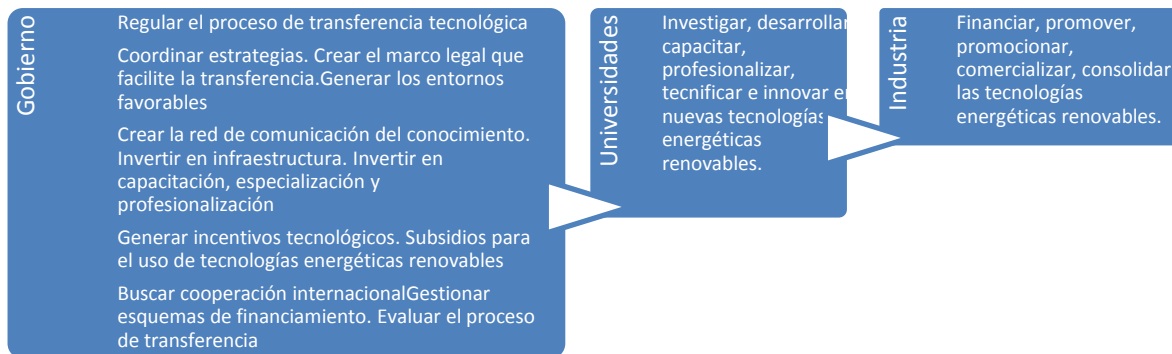 Gobierno
Regular el proceso de transferencia tecnológica
Coordinar estrategias. Crear el marco legal que
facilite la transferencia.Generar los entornos
favorables
Crear la red de comunicación del conocimiento.
Invertir en infraestructura. Invertir en
capacitación, especialización y
profesionalización
Generar incentivos tecnológicos. Subsidios para
el uso de tecnologías energéticas renovables
Buscar cooperación internacionalGestionar
esquemas de financiamiento. Evaluar el proceso
de transferencia
Universidades
Investigar, desarrollar,
capacitar,
profesionalizar,
tecnificar e innovar en
nuevas tecnologías
energéticas
renovables.
Industria
Financiar, promover,
promocionar,
comercializar, consolidar
las tecnologías
energéticas renovables.